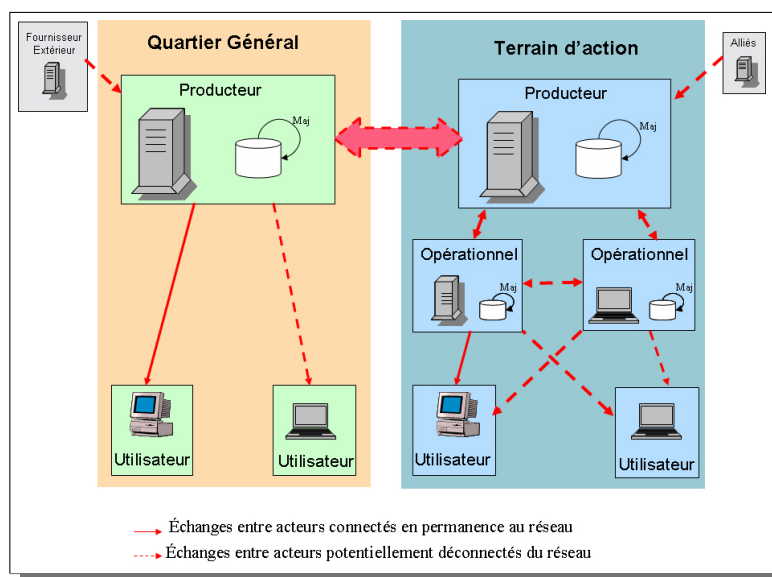 Fournisseur
Extérieur
Quartier Général
Producteur
Maj
Terrain d'action
Producteur
Maj
Alliés
Opérationnel
Maj
Opérationnel
Maj
Utilisateur
Utilisateur
Utilisateur
Utilisateur
Échanges entre acteurs connectés en permanence au réseau
Échanges entre acteurs potentiellement déconnectés du réseau